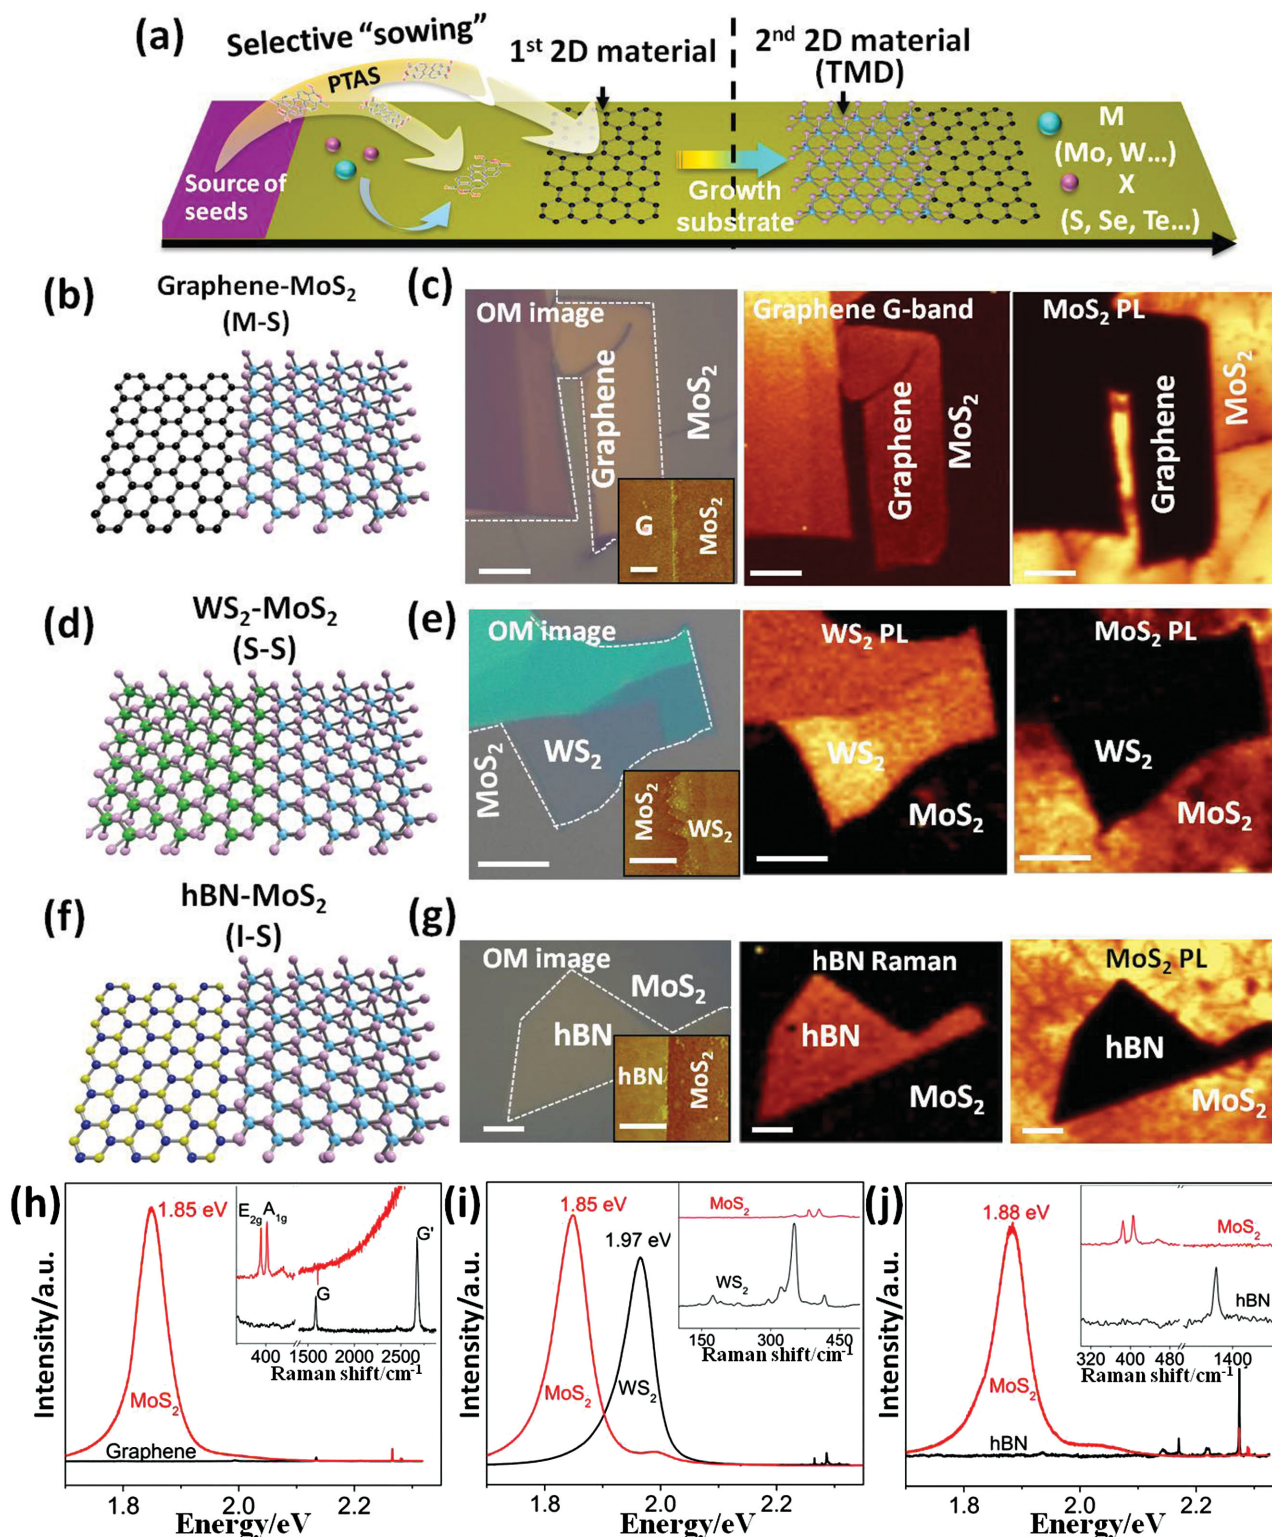 (a)
Selective “sowing”
PTAS
1st 2D material
2nd 2D material
(TMD)
Source of
seeds
Growth
substrate
M
(Mo, W...)
X
(S, Se, Te...)
(b)
Graphene-MoS2
(M-S)
(c)
OM image
Graphene
MoS2
G
MoS2
Graphene G-band
Graphene
MoS2
MoS2 PL
Graphene
MoS2
(d)
WS2-MoS2
(S-S)
(e)
OM image
MoS2
WS2
MoS2
WS2
WS2 PL
WS2
MoS2
MoS2 PL
WS2
MoS2
(f)
hBN-MoS2
(I-S)
(g)
OM image
MoS2
hBN
hBN
MoS2
hBN Raman
hBN
MoS2
MoS2 PL
hBN
MoS2
(h)
1.85 eV
E2g A1g
G'
G
400 1500 2000 2500
Raman shift/cm-1
MoS2
Graphene
Intensity/a.u.
1.8 2.0 2.2
Energy/eV
(i)
1.85 eV
1.97 eV
MoS2
WS2
150 300 450
Raman shift/cm-1
MoS2
WS2
Intensity/a.u.
1.8 2.0 2.2
Energy/eV
(j)
1.88 eV
MoS2
hBN
320 400 480 1400
Raman shift/cm-1
MoS2
hBN
Intensity/a.u.
1.8 2.0 2.2
Energy/eV